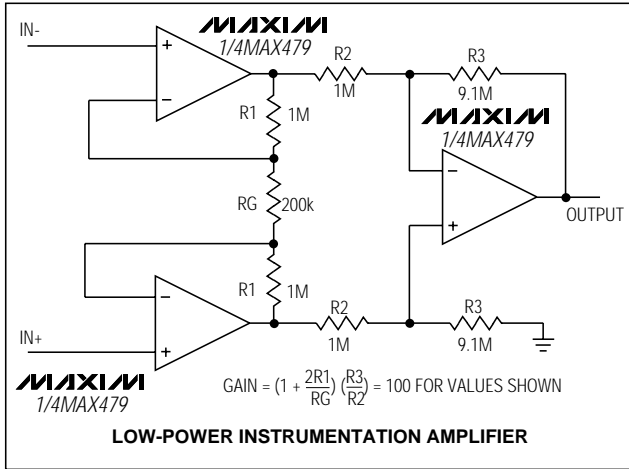 IN-
MAXIM
1/4MAX479
+
−
R1
1M
R2
1M
R3
9.1M
MAXIM
1/4MAX479
−
+
OUTPUT
RG
200k
−
+
R1
1M
R2
1M
R3
9.1M
IN+
MAXIM
1/4MAX479
GAIN = (1 + 2R1/RG) (R3/R2) = 100 FOR VALUES SHOWN
LOW-POWER INSTRUMENTATION AMPLIFIER